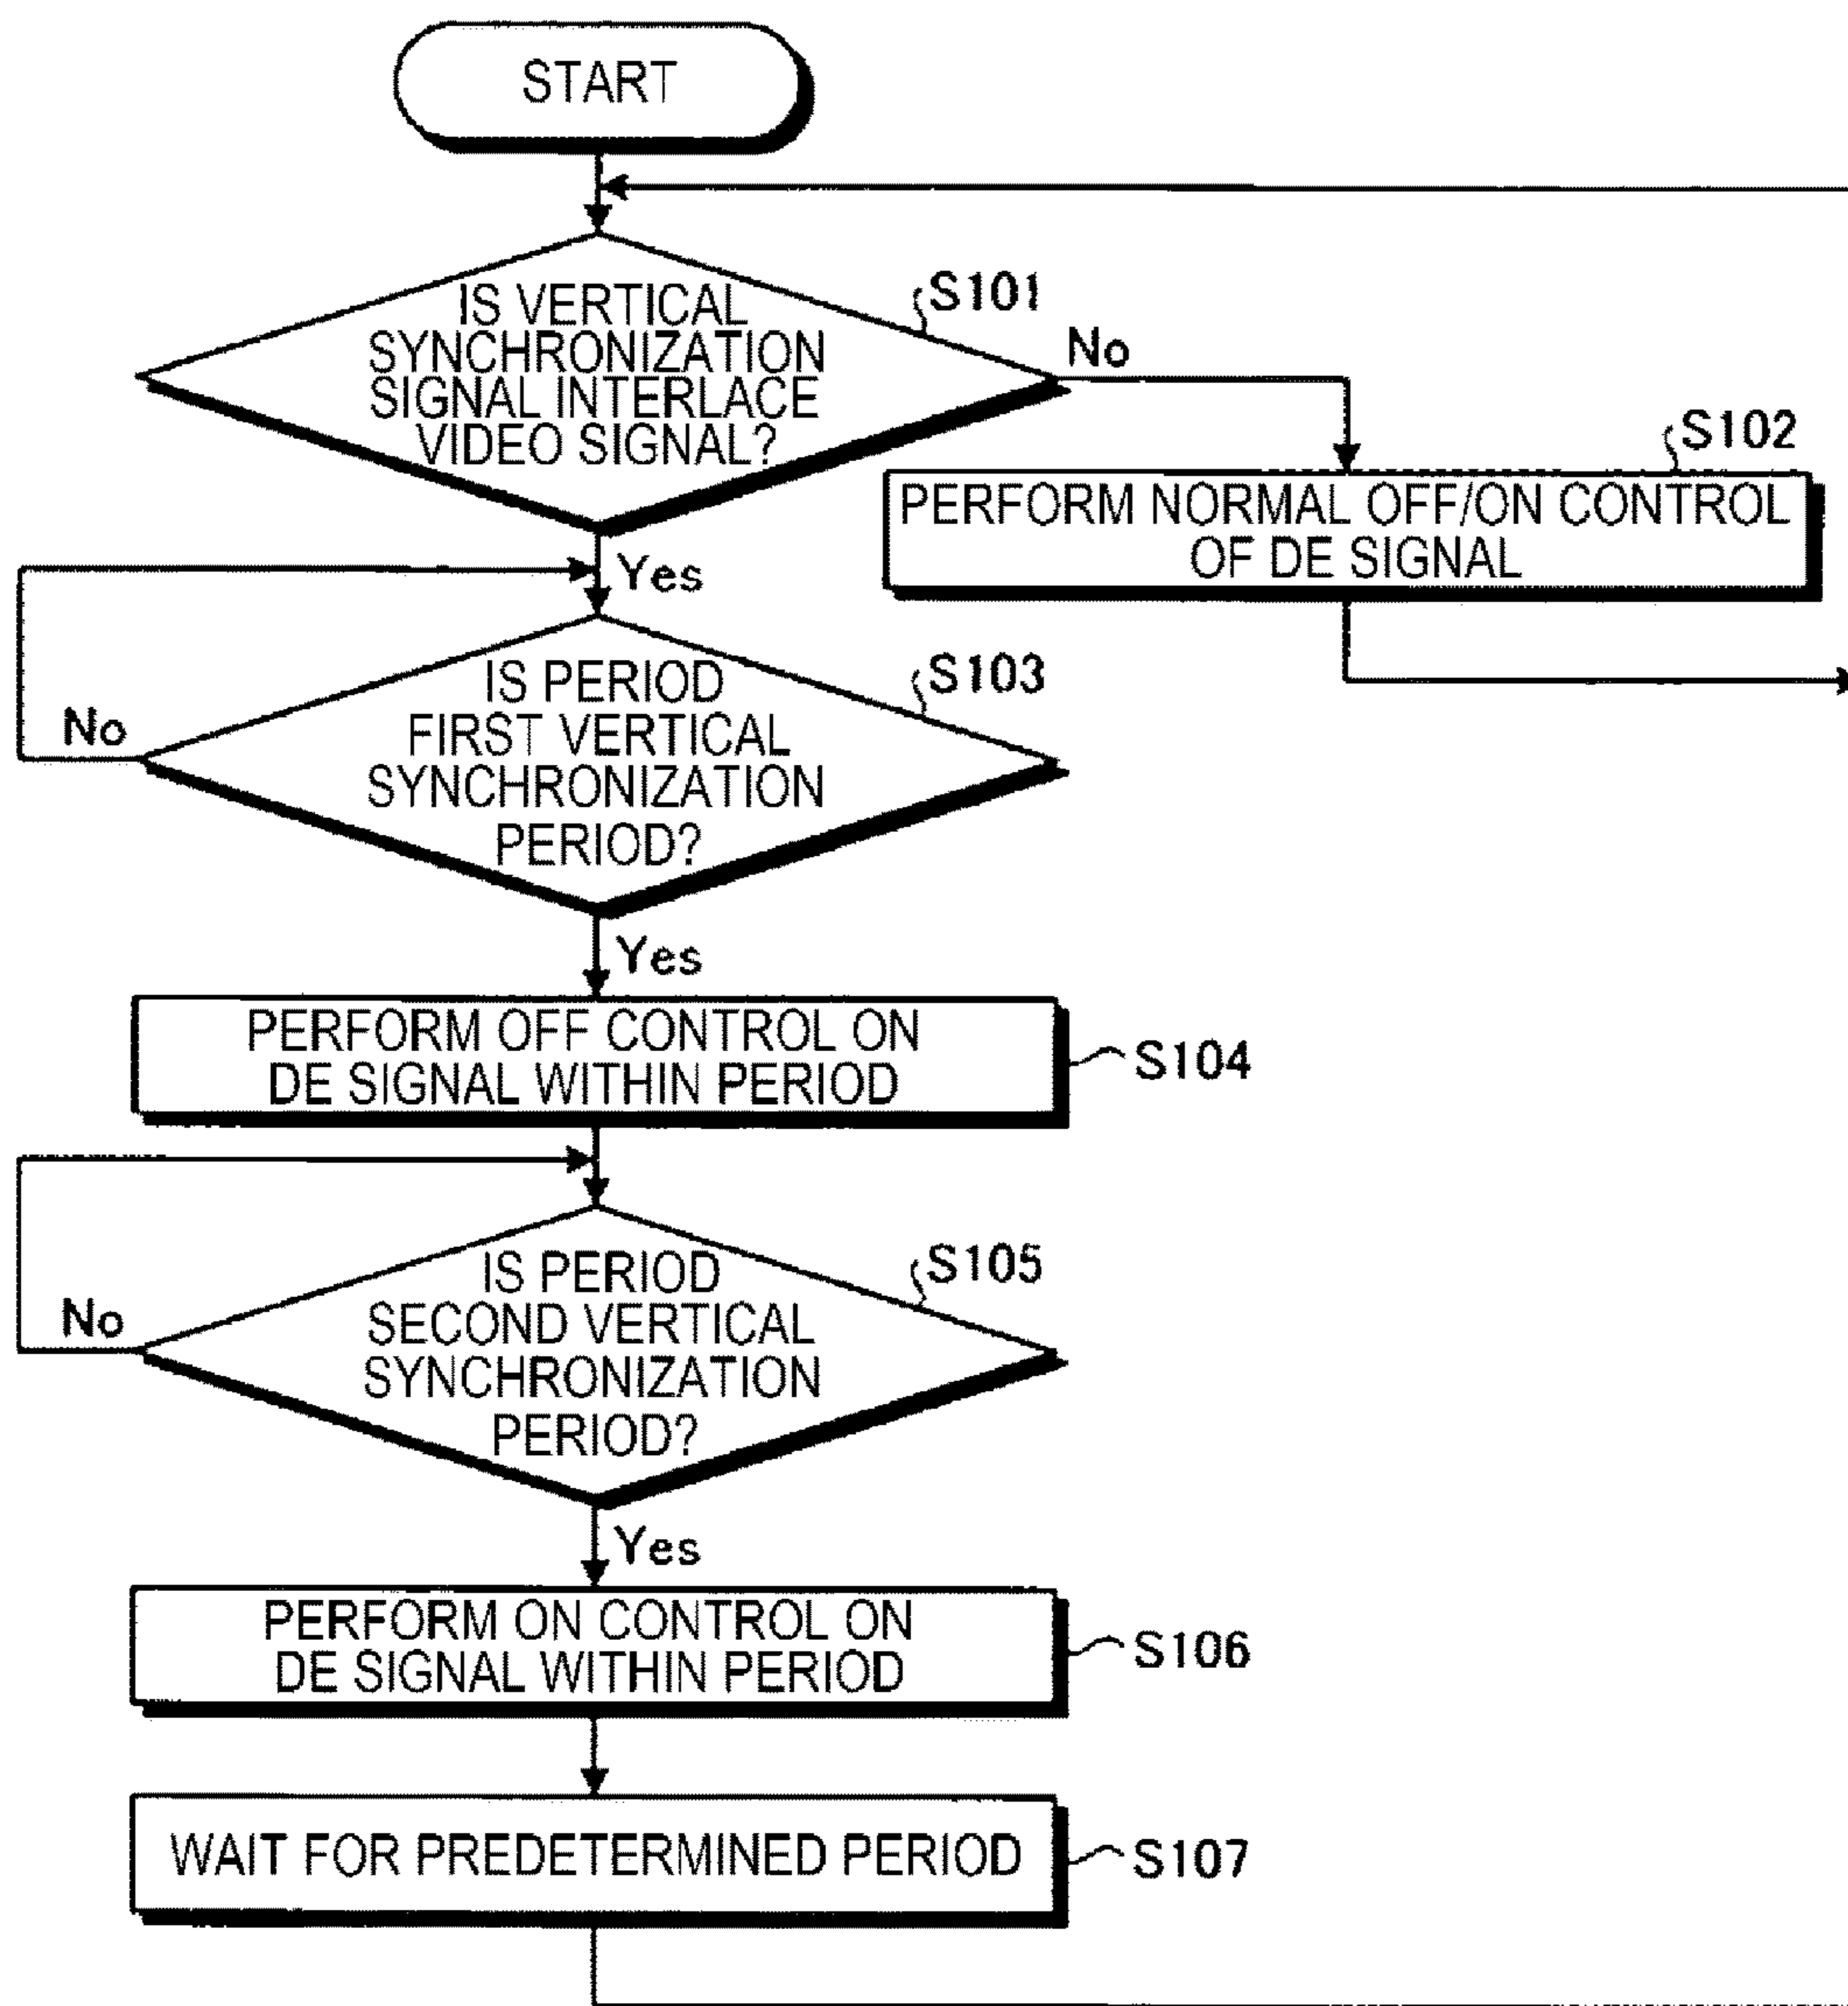 START
IS VERTICAL
SYNCHRONIZATION
SIGNAL INTERLACE
VIDEO SIGNAL?
S101
No
S102
PERFORM NORMAL OFF/ON CONTROL
OF DE SIGNAL
Yes
IS PERIOD
FIRST VERTICAL
SYNCHRONIZATION
PERIOD?
S103
No
Yes
PERFORM OFF CONTROL ON
DE SIGNAL WITHIN PERIOD
S104
IS PERIOD
SECOND VERTICAL
SYNCHRONIZATION
PERIOD?
S105
No
Yes
PERFORM ON CONTROL ON
DE SIGNAL WITHIN PERIOD
S106
WAIT FOR PREDETERMINED PERIOD
S107